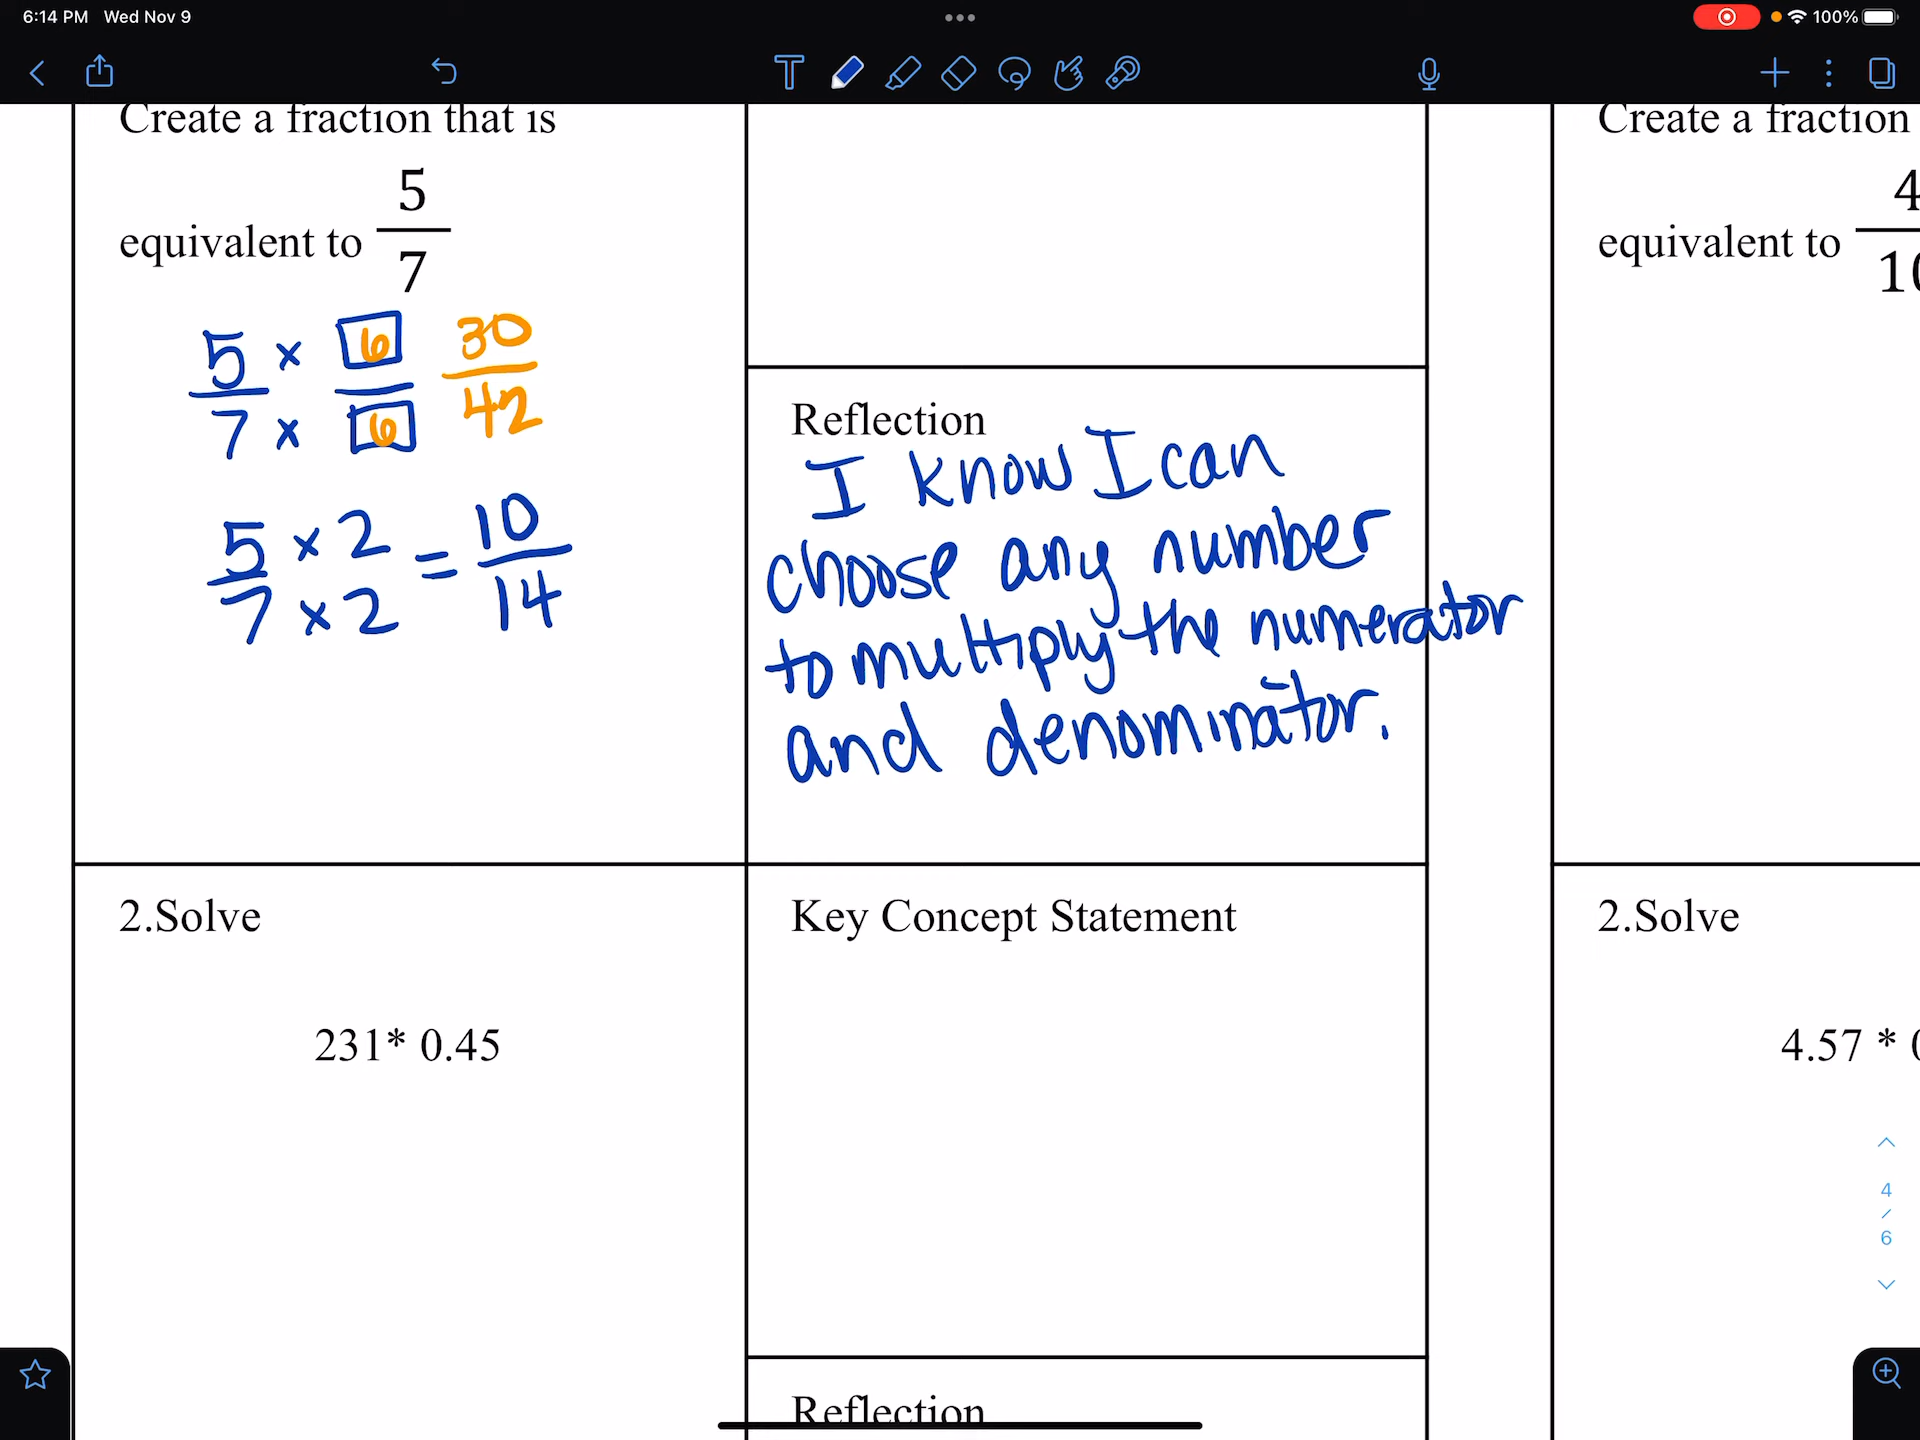 6:14 PM Wed Nov 9
100%
Create a fraction that is
equivalent to 5/7
5/7 × 6/6 30/42
5/7 × 2/2 = 10/14
Reflection
I know I can
choose any number
to multiply the numerator
and denominator.
2.Solve
231* 0.45
Key Concept Statement
Reflection
Create a fraction
equivalent to 4/10
2.Solve
4.57 *
4
/
6